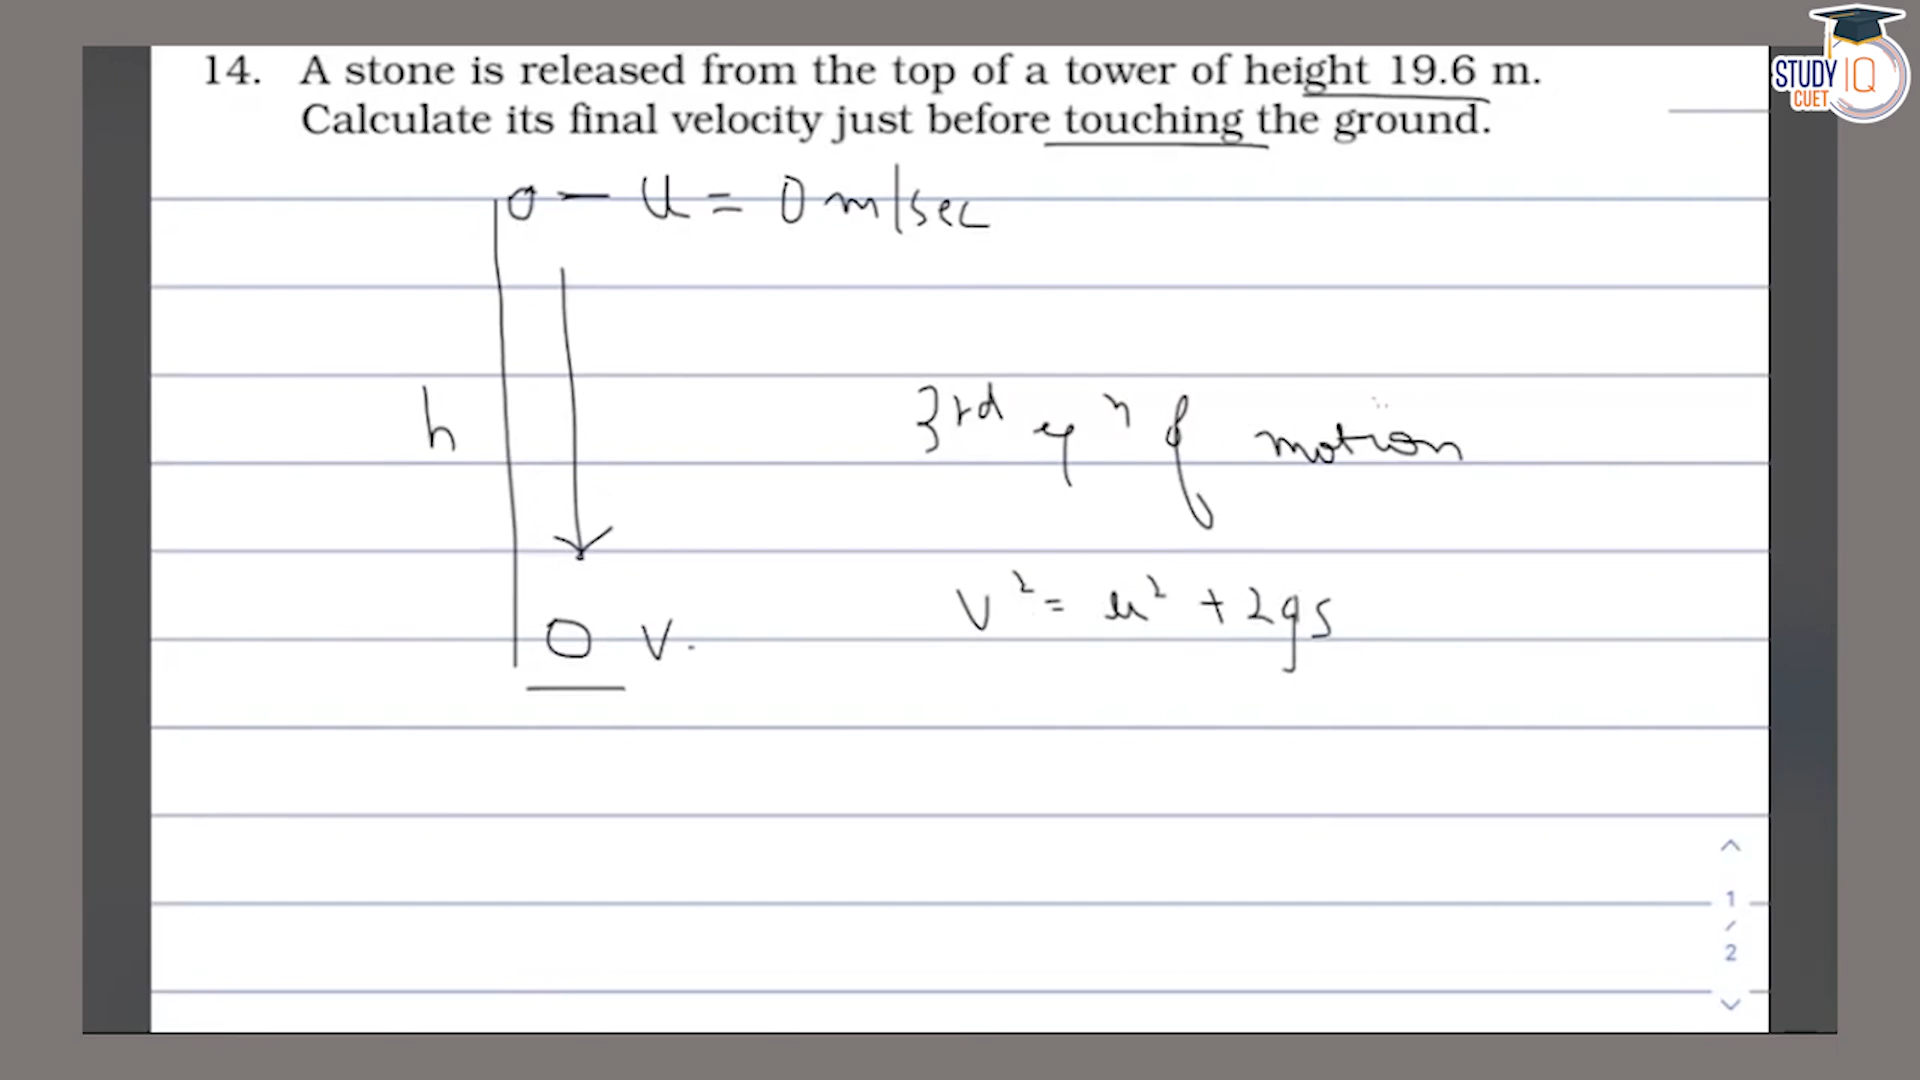 14. A stone is released from the top of a tower of height 19.6 m.
Calculate its final velocity just before touching the ground.
STUDY IQ
CUET
u = 0 m/sec
h
3rd eqn of motion
v² = u² + 2gs
v.
1
/
2